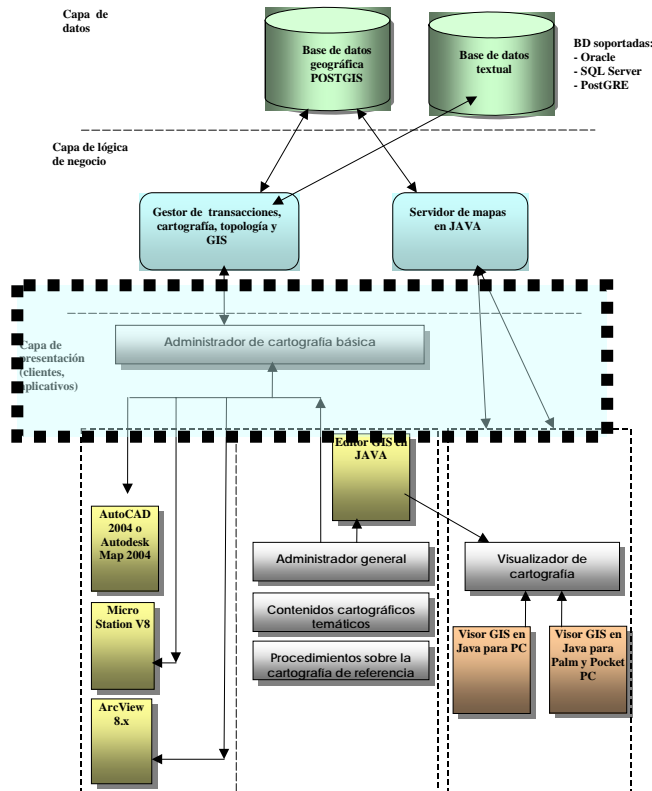 Capa de
datos
Base de datos
geográfica
POSTGIS
Base de datos
textual
BD soportadas:
- Oracle
- SQL Server
- PostGRE
Capa de lógica
de negocio
Gestor de transacciones,
cartografía, topología y
GIS
Servidor de mapas
en JAVA
Administrador de cartografía básica
Capa de
presentación
(clientes,
aplicativos)
Editor GIS en
JAVA
AutoCAD
2004 o
Autodesk
Map 2004
Administrador general
Visualizador de
cartografía
Contenidos cartográficos
temáticos
Micro
Station V8
Visor GIS en
Java para PC
Visor GIS en
Java para
Palm y Pocket
PC
Procedimientos sobre la
cartografía de referencia
ArcView
8.x